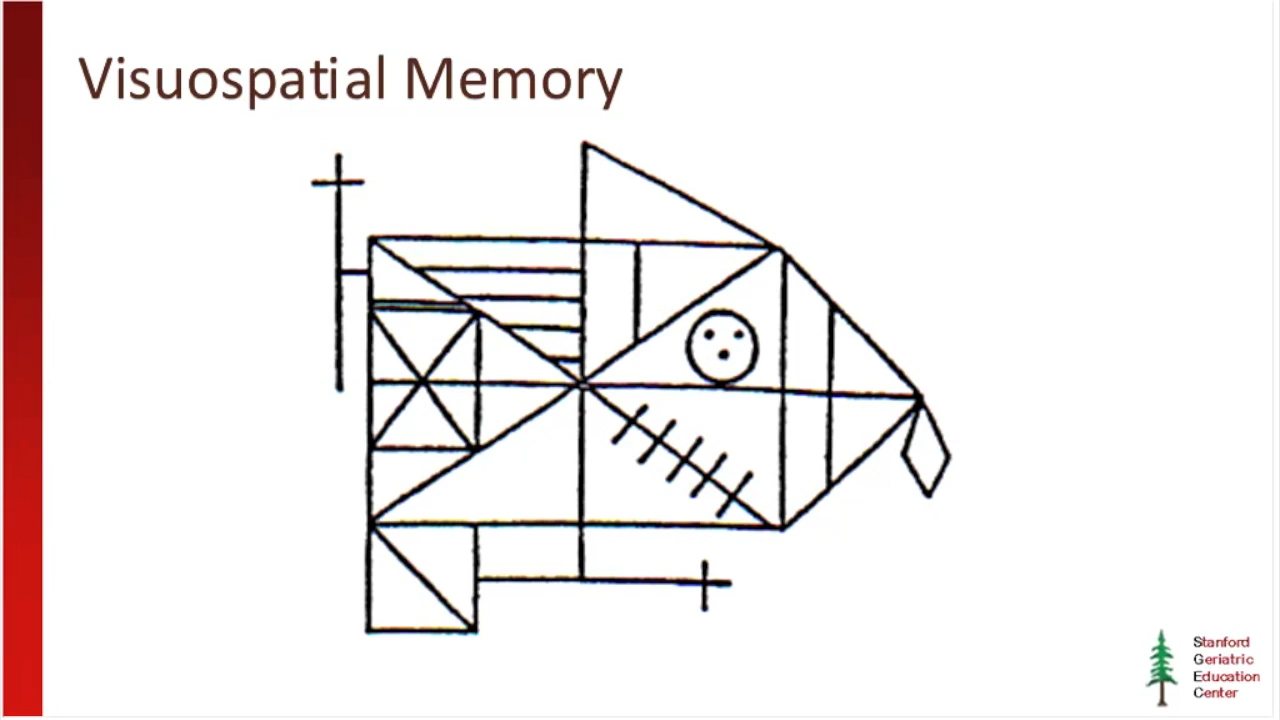 Visuospatial Memory
Stanford
Geriatric
Education
Center